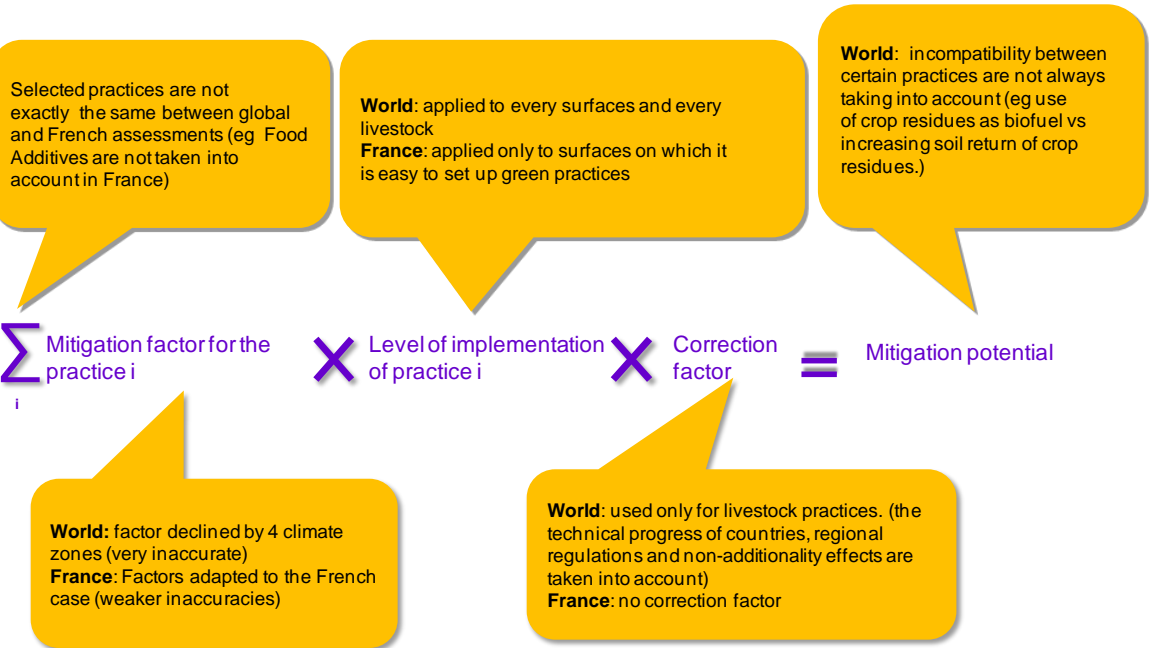 Selected practices are not
exactly the same between global
and French assessments (eg Food
Additives are not taken into
account in France)
World: applied to every surfaces and every
livestock
France: applied only to surfaces on which it
is easy to set up green practices
World: incompatibility between
certain practices are not always
taking into account (eg use
of crop residues as biofuel vs
increasing soil return of crop
residues.)
∑
i
Mitigation factor for the
practice i
×
Level of implementation
of practice i
×
Correction
factor
=
Mitigation potential
World: factor declined by 4 climate
zones (very inaccurate)
France: Factors adapted to the French
case (weaker inaccuracies)
World: used only for livestock practices. (the
technical progress of countries, regional
regulations and non-additionality effects are
taken into account)
France: no correction factor